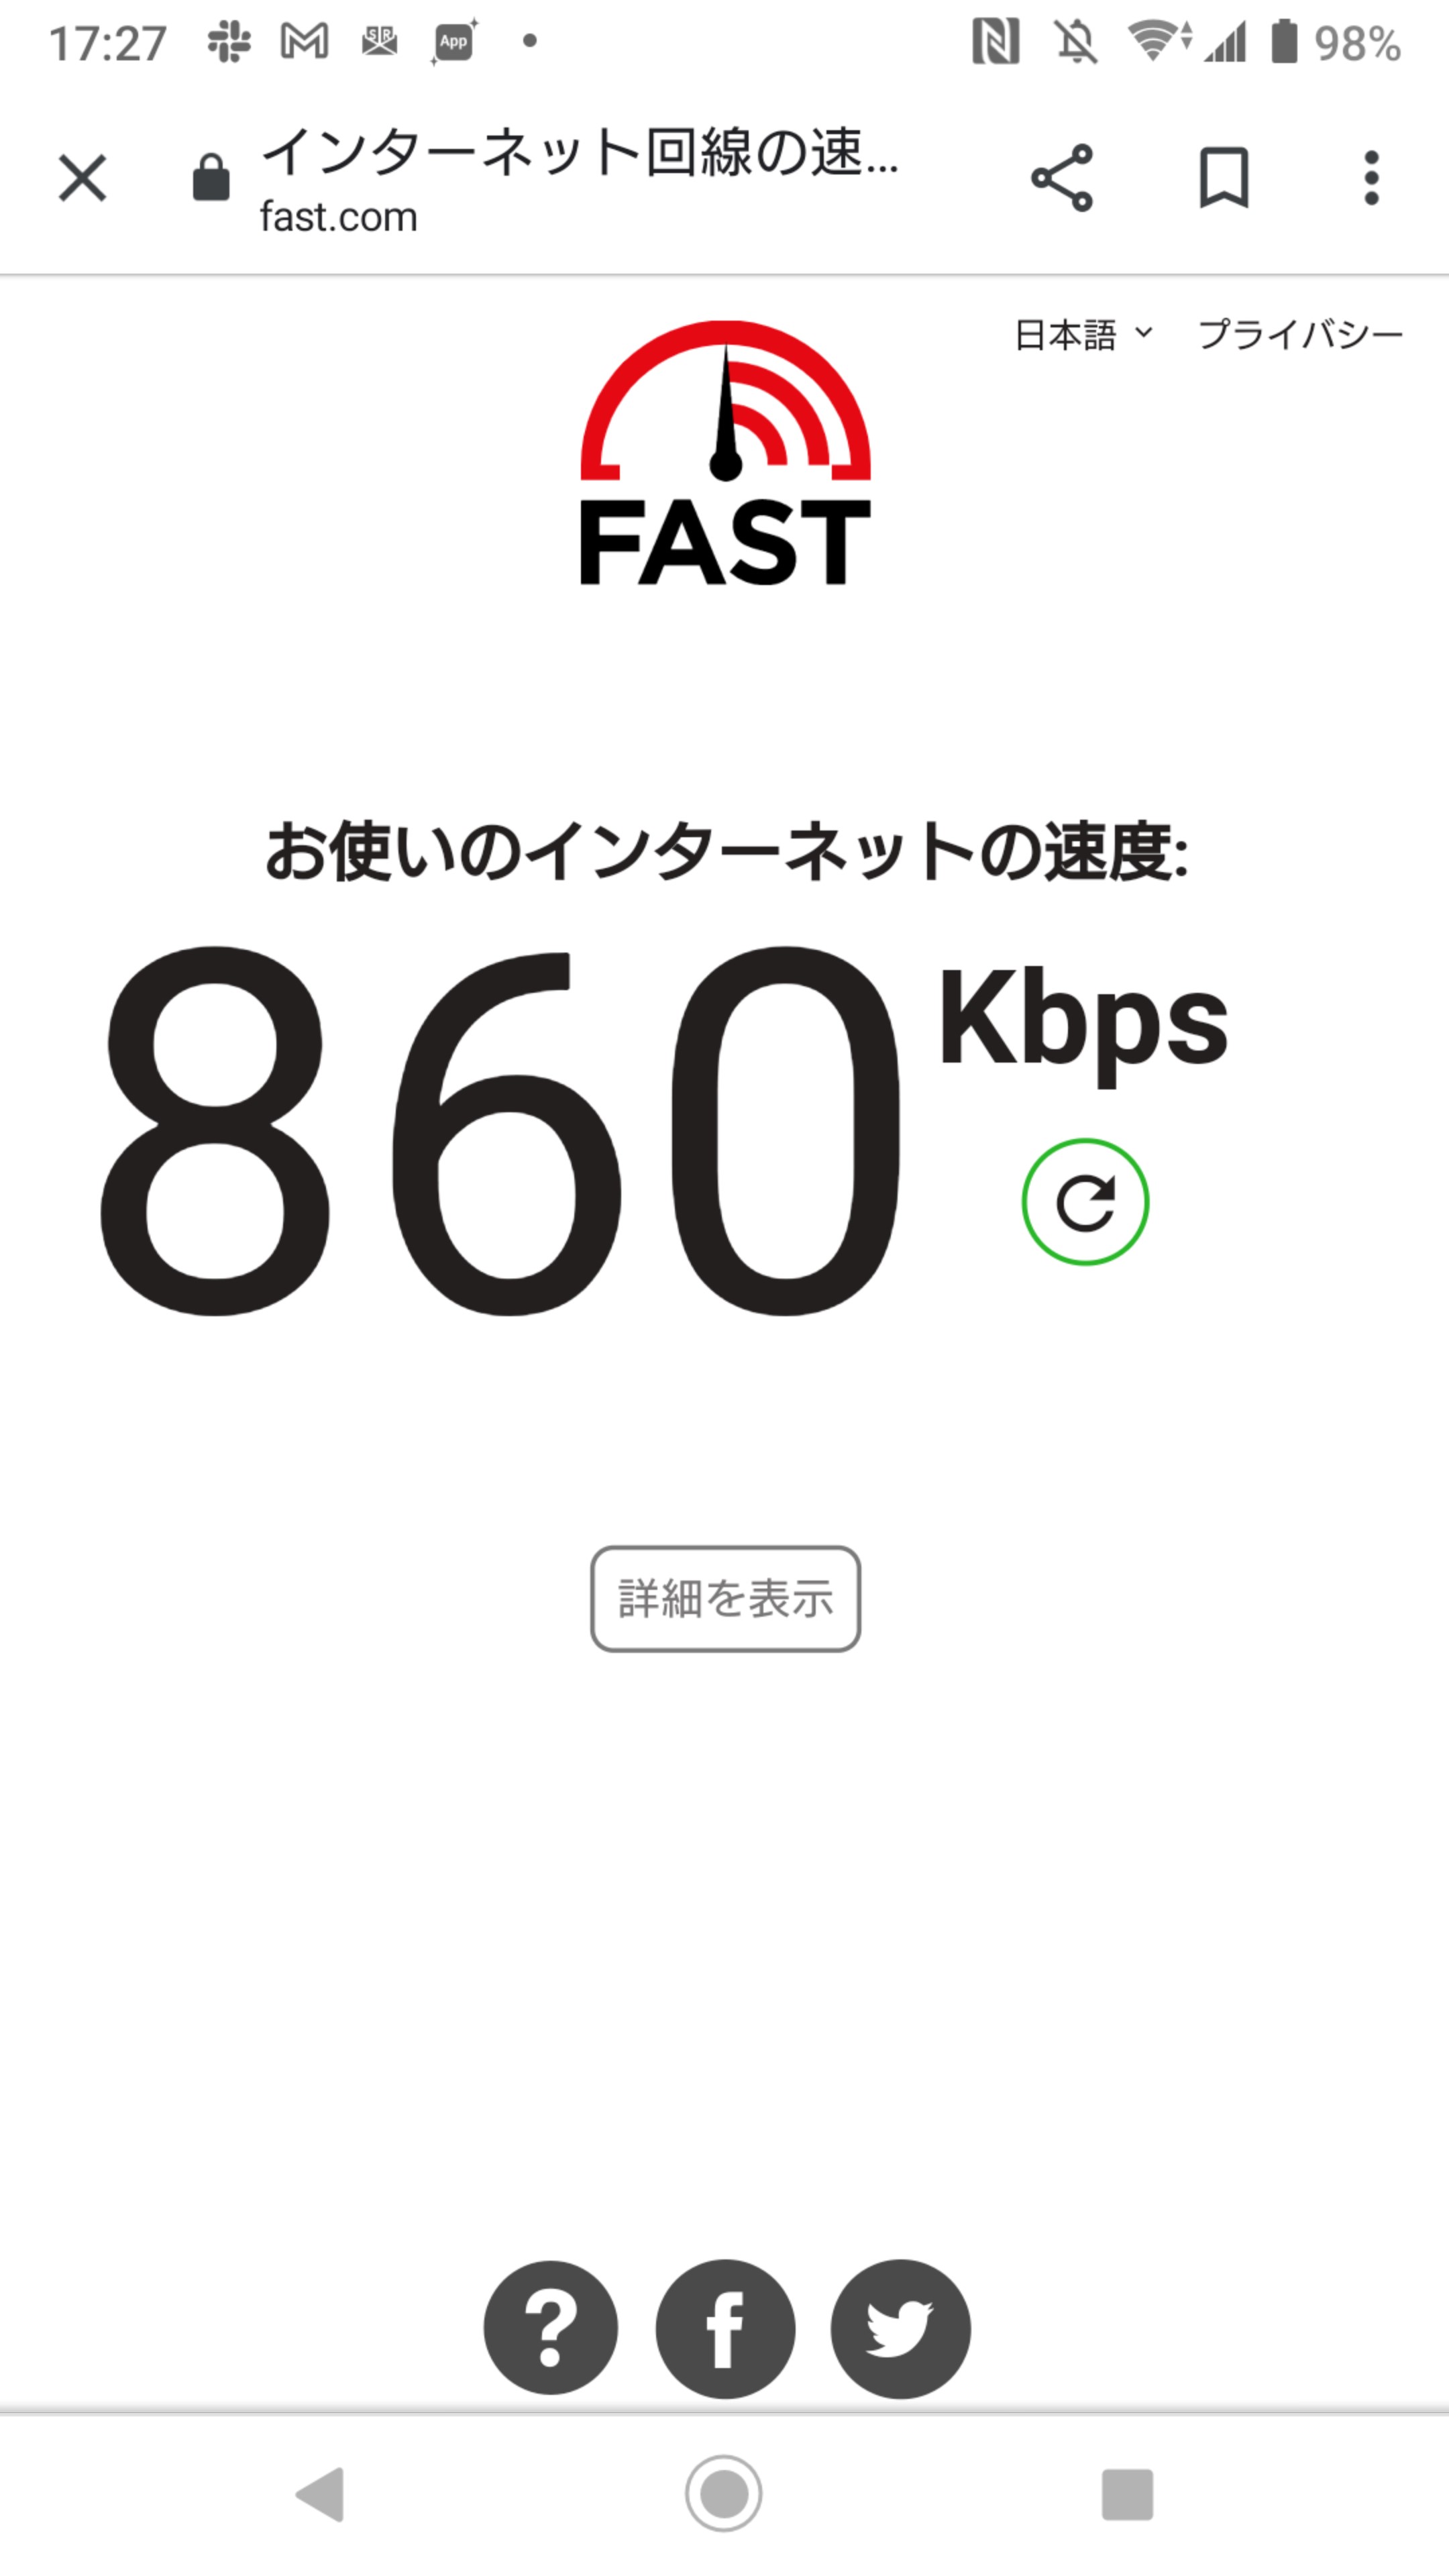 17:27 App 98%
インターネット回線の速...
fast.com
日本語 プライバシー
FAST
お使いのインターネットの速度:
860 Kbps
詳細を表示